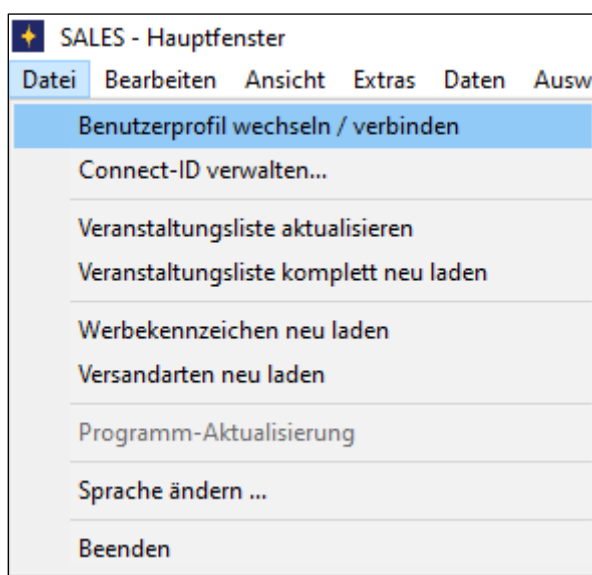 SALES - Hauptfenster
Datei Bearbeiten Ansicht Extras Daten Ausw
Benutzerprofil wechseln / verbinden
Connect-ID verwalten...
Veranstaltungsliste aktualisieren
Veranstaltungsliste komplett neu laden
Werbekennzeichen neu laden
Versandarten neu laden
Programm-Aktualisierung
Sprache ändern ...
Beenden